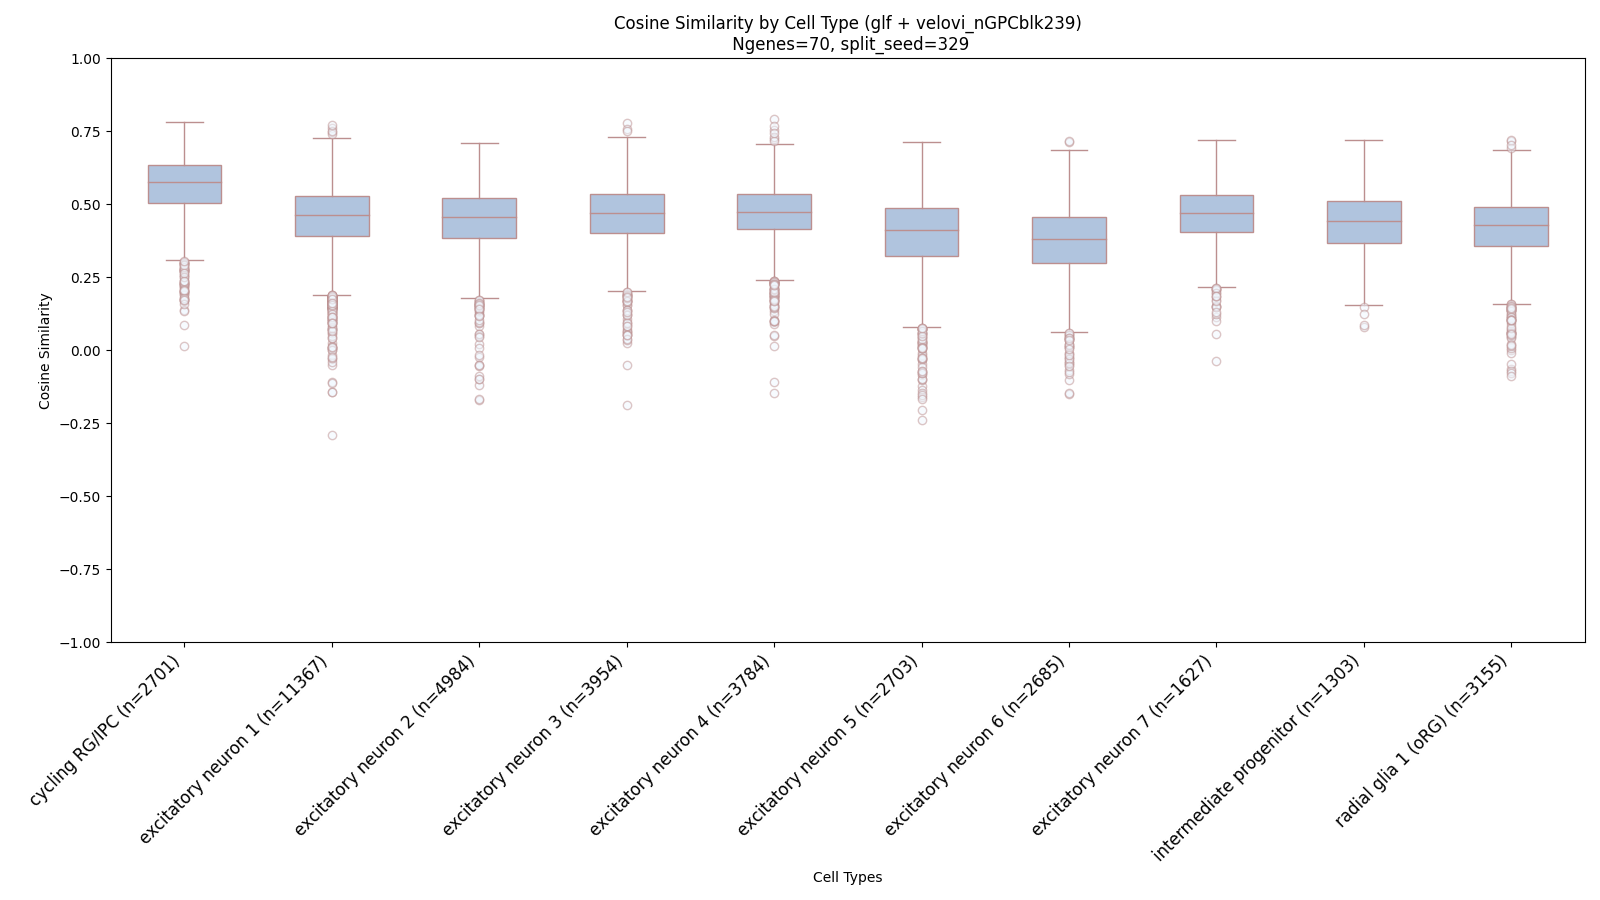 Cosine Similarity by Cell Type (glf + velovi_nGPCblk239)
Ngenes=70, split_seed=329
1.00
0.75
0.50
0.25
0.00
−0.25
−0.50
−0.75
−1.00
Cosine Similarity
cycling RG/IPC (n=2701)
excitatory neuron 1 (n=11367)
excitatory neuron 2 (n=4984)
excitatory neuron 3 (n=3954)
excitatory neuron 4 (n=3784)
excitatory neuron 5 (n=2703)
excitatory neuron 6 (n=2685)
excitatory neuron 7 (n=1627)
intermediate progenitor (n=1303)
radial glia 1 (oRG) (n=3155)
Cell Types